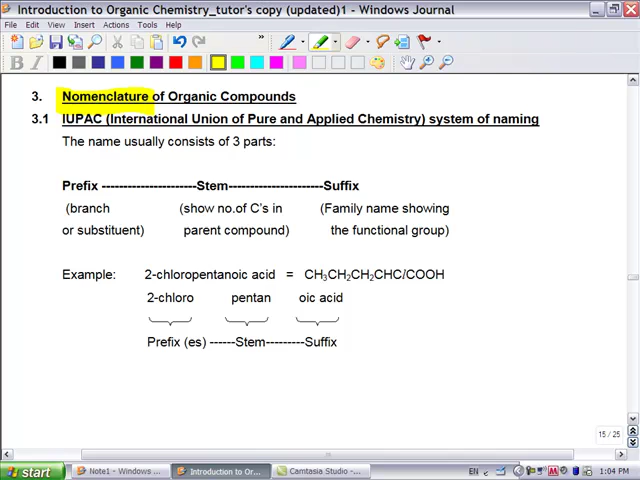 Introduction to Organic Chemistry_tutor's copy (updated)1 - Windows Journal
File Edit View Insert Actions Tools Help
B I
3. Nomenclature of Organic Compounds
3.1 IUPAC (International Union of Pure and Applied Chemistry) system of naming
The name usually consists of 3 parts:
Prefix ----------------------Stem----------------------Suffix
(branch (show no.of C's in (Family name showing
or substituent) parent compound) the functional group)
Example: 2-chloropentanoic acid = CH₃CH₂CH₂CHC/COOH
2-chloro pentan oic acid
Prefix (es) ------Stem---------Suffix
15 / 25
start Note1 - Windows ... Introduction to Or... Camtasia Studio - ... EN 1:04 PM